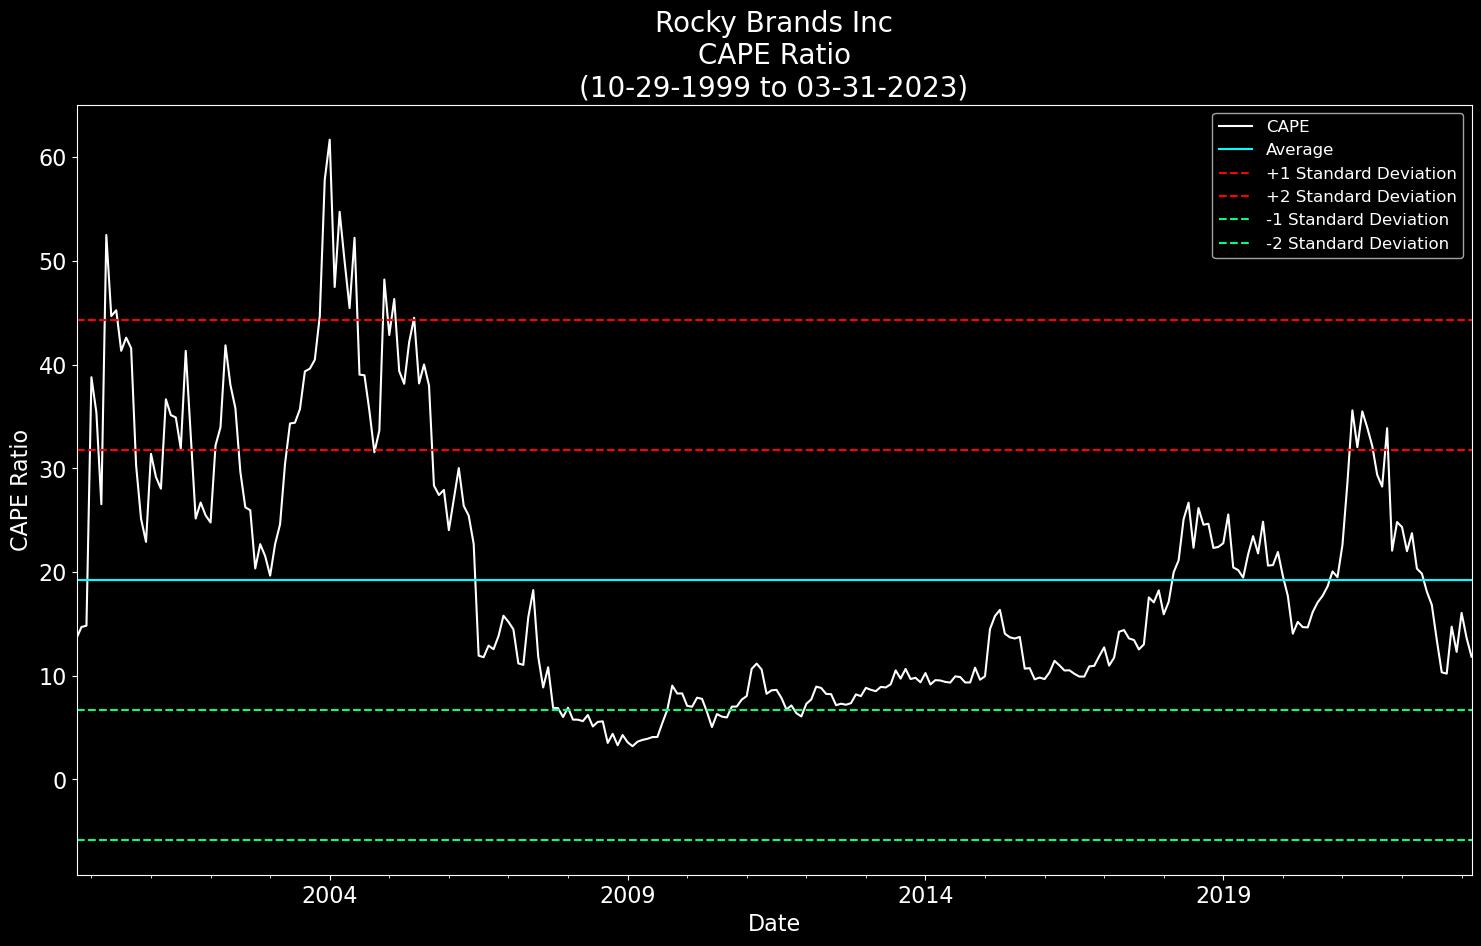 Rocky Brands Inc
CAPE Ratio
(10-29-1999 to 03-31-2023)
CAPE
Average
+1 Standard Deviation
+2 Standard Deviation
-1 Standard Deviation
-2 Standard Deviation
CAPE Ratio
60
50
40
30
20
10
0
2004
2009
2014
2019
Date